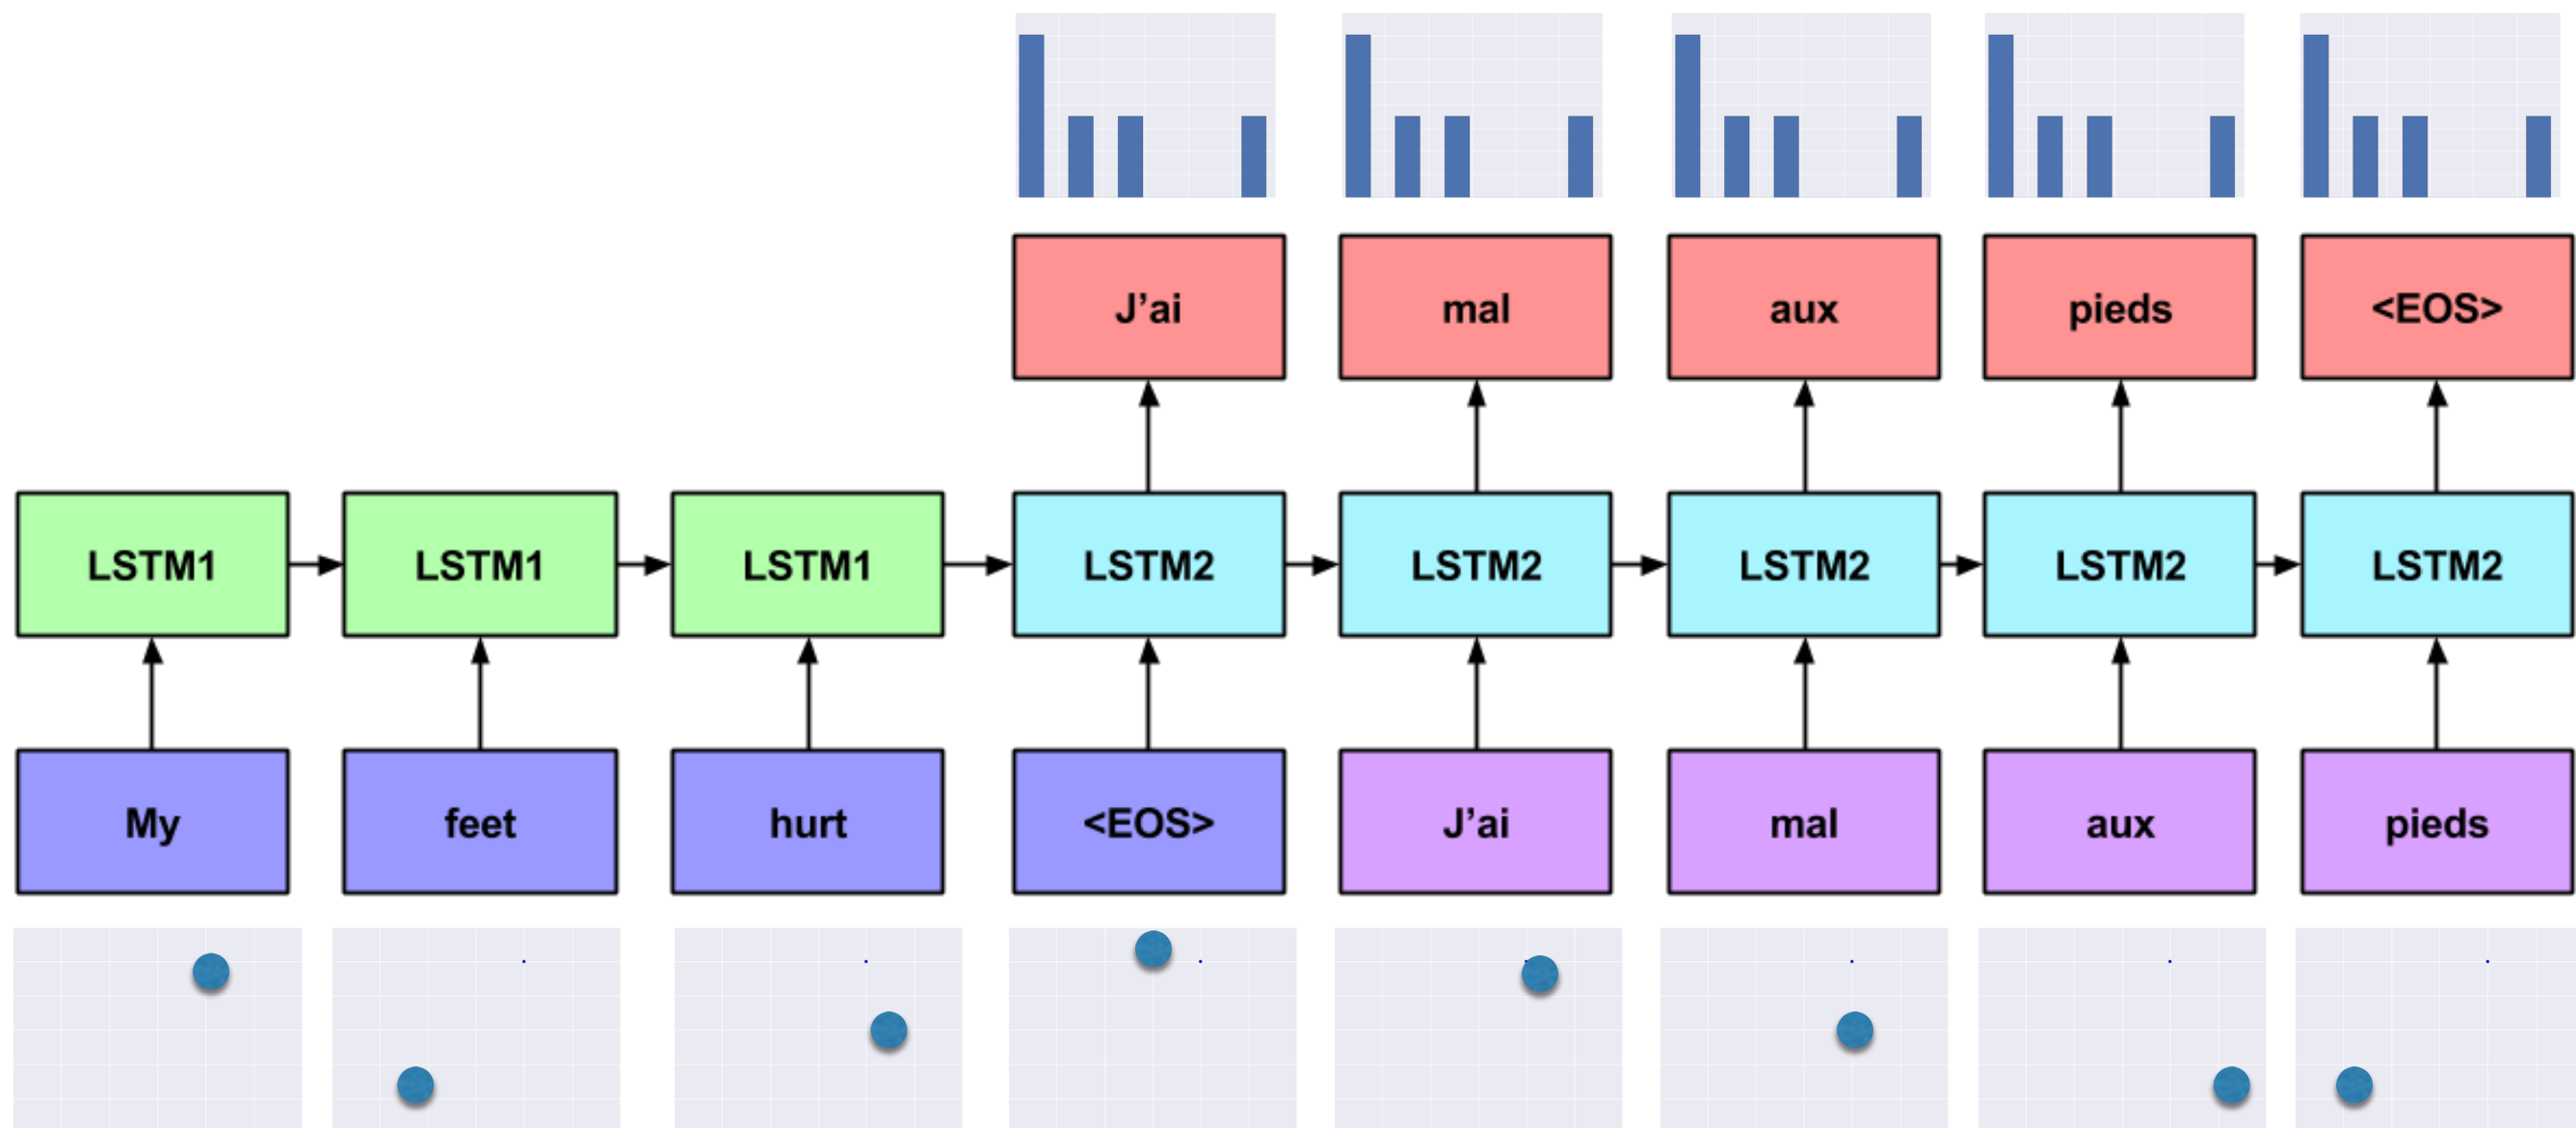 J’ai mal aux pieds <EOS>
LSTM1 LSTM1 LSTM1 LSTM2 LSTM2 LSTM2 LSTM2 LSTM2
My feet hurt <EOS> J’ai mal aux pieds